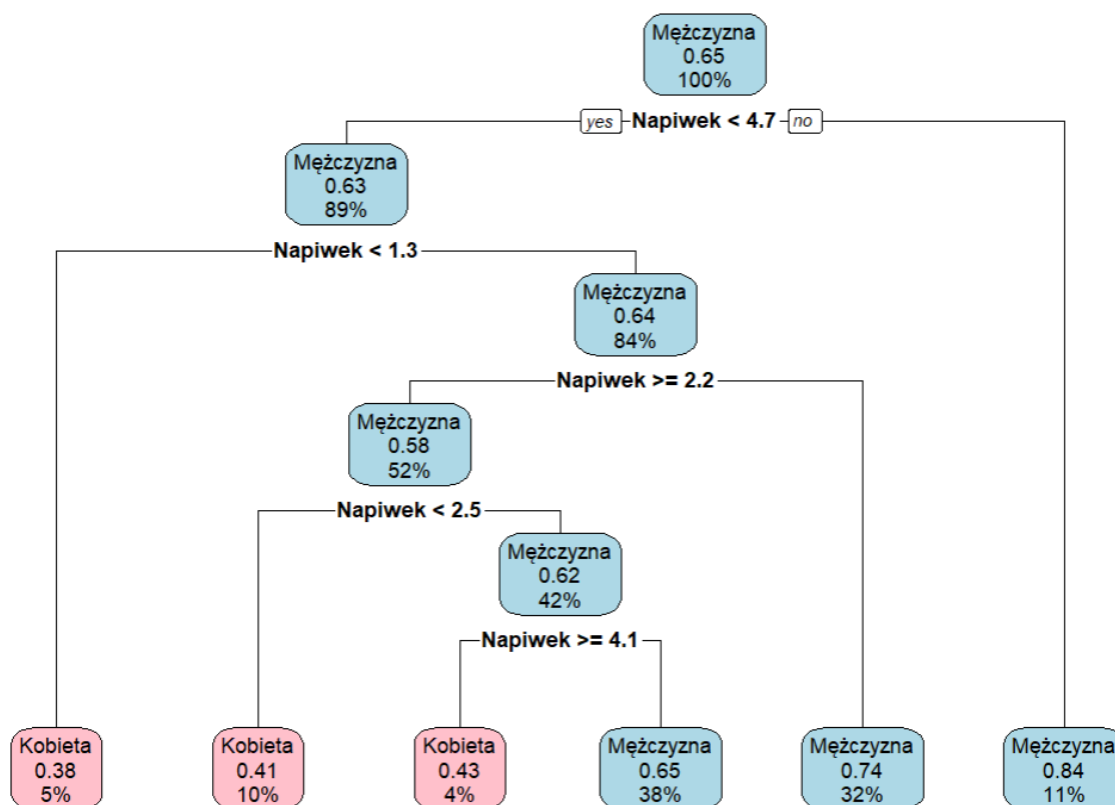 Mężczyzna
0.65
100%
yes Napiwek < 4.7 no
Mężczyzna
0.63
89%
Napiwek < 1.3
Mężczyzna
0.64
84%
Napiwek >= 2.2
Mężczyzna
0.58
52%
Napiwek < 2.5
Mężczyzna
0.62
42%
Napiwek >= 4.1
Kobieta
0.38
5%
Kobieta
0.41
10%
Kobieta
0.43
4%
Mężczyzna
0.65
38%
Mężczyzna
0.74
32%
Mężczyzna
0.84
11%